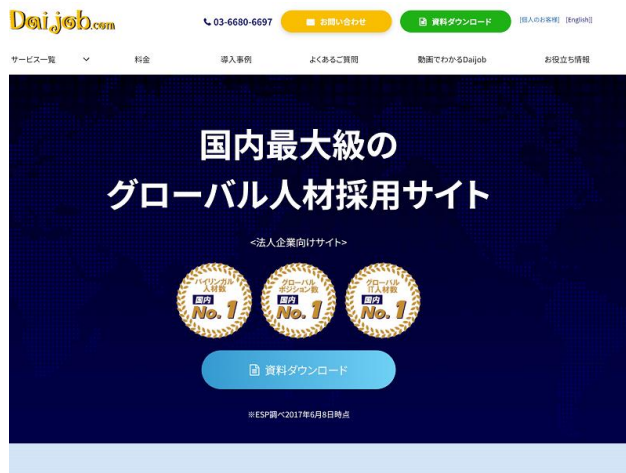 Daijob.com
03-6680-6697
お問い合わせ
資料ダウンロード
[個人のお客様] [English]]
サービス一覧
料金
導入事例
よくあるご質問
動画でわかるDaijob
お役立ち情報
国内最大級の
グローバル人材採用サイト
<法人企業向けサイト>
バイリンガル
人材数
国内
No. 1
グローバル
ポジション数
国内
No. 1
グローバル
IT人材数
国内
No. 1
資料ダウンロード
※ESP調べ2017年6月8日時点